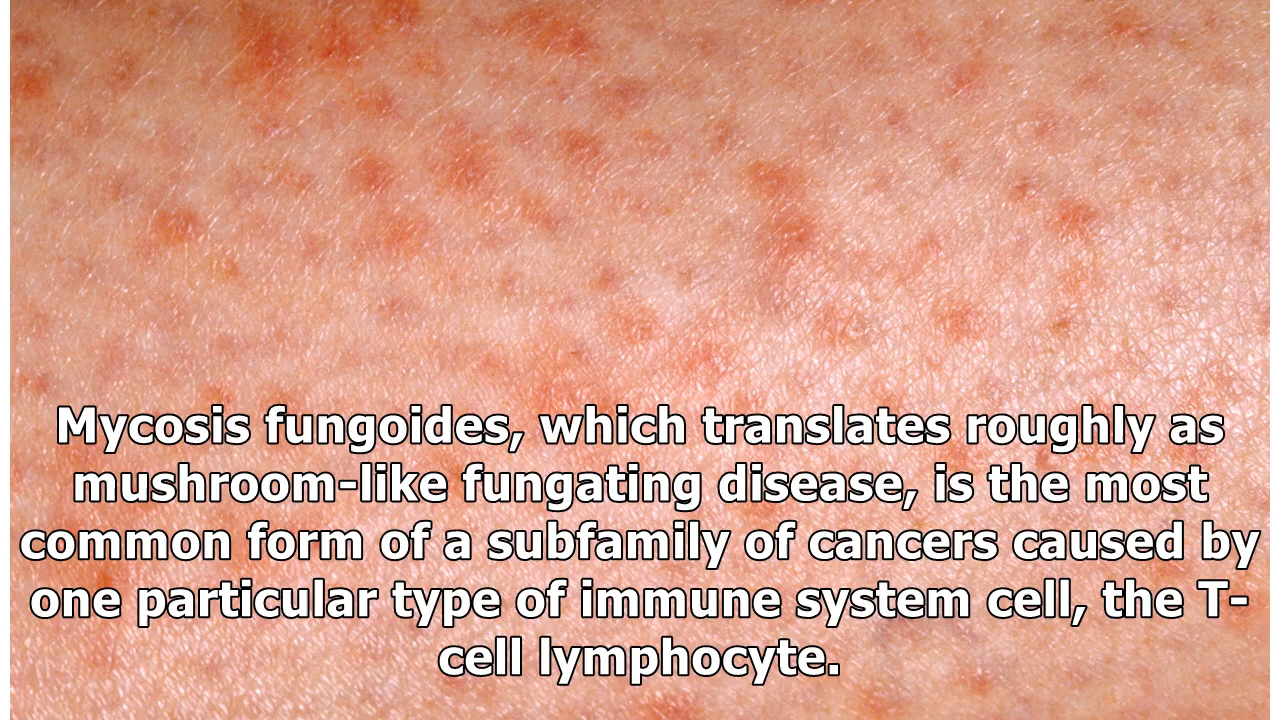 Mycosis fungoides, which translates roughly as
mushroom-like fungating disease, is the most
common form of a subfamily of cancers caused by
one particular type of immune system cell, the T-
cell lymphocyte.